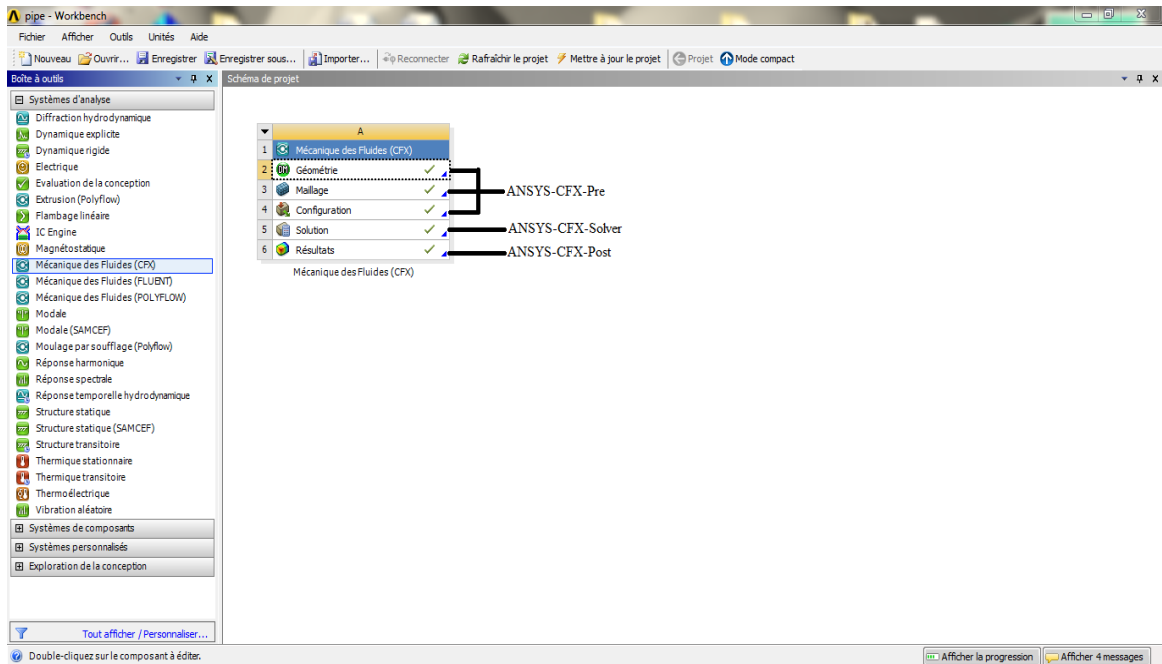 pipe - Workbench
Fichier Afficher Outils Unités Aide
Nouveau Ouvrir... Enregistrer Enregistrer sous... Importer... Reconnecter Rafraîchir le projet Mettre à jour le projet Projet Mode compact
Boîte à outils
Schéma de projet
Systèmes d'analyse
Diffraction hydrodynamique
Dynamique explicite
Dynamique rigide
Electrique
Evaluation de la conception
Extrusion (Polyflow)
Flambage linéaire
IC Engine
Magnétostatique
Mécanique des Fluides (CFX)
Mécanique des Fluides (FLUENT)
Mécanique des Fluides (POLYFLOW)
Modale
Modale (SAMCEF)
Moulage par soufflage (Polyflow)
Réponse harmonique
Réponse spectrale
Réponse temporelle hydrodynamique
Structure statique
Structure statique (SAMCEF)
Structure transitoire
Thermique stationnaire
Thermique transitoire
Thermoélectrique
Vibration aléatoire
Systèmes de composants
Systèmes personnalisés
Exploration de la conception
Tout afficher / Personnaliser...
A
1 Mécanique des Fluides (CFX)
2 Géométrie
3 Maillage
4 Configuration
5 Solution
6 Résultats
Mécanique des Fluides (CFX)
ANSYS-CFX-Pre
ANSYS-CFX-Solver
ANSYS-CFX-Post
Double-cliquez sur le composant à éditer.
Afficher la progression
Afficher 4 messages